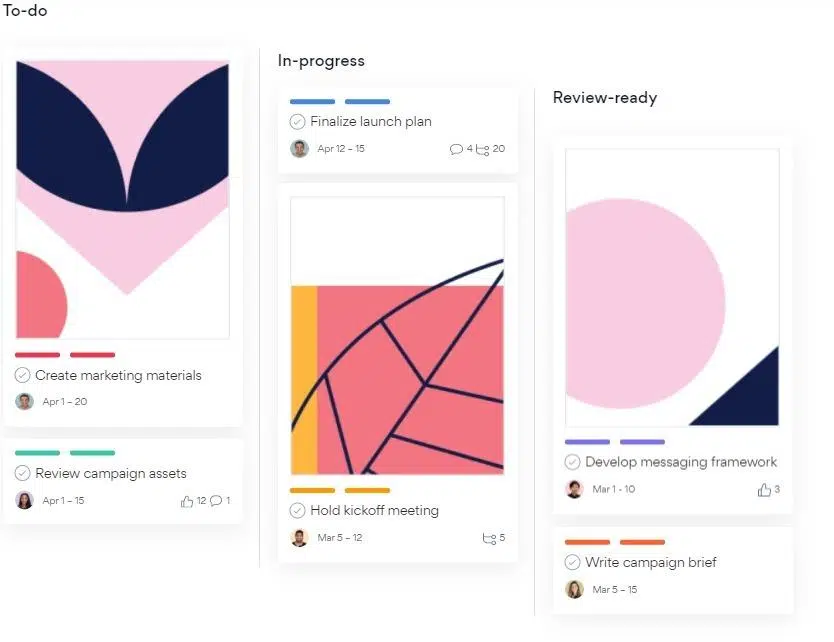 To-do
Create marketing materials
Apr 1 – 20
Review campaign assets
Apr 1 – 15 12 1
In-progress
Finalize launch plan
Apr 12 – 15 4 20
Hold kickoff meeting
Mar 5 – 12 5
Review-ready
Develop messaging framework
Mar 1 - 10 3
Write campaign brief
Mar 5 – 15